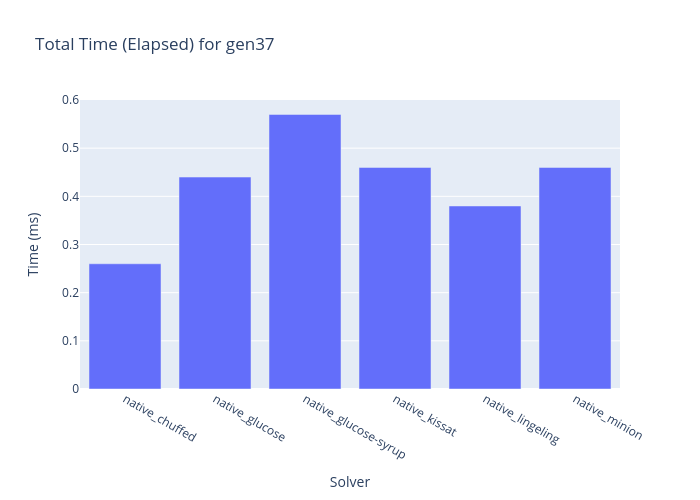 Total Time (Elapsed) for gen37
0.6
0.5
0.4
0.3
0.2
0.1
0
Time (ms)
native_chuffed
native_glucose
native_glucose-syrup
native_kissat
native_lingeling
native_minion
Solver